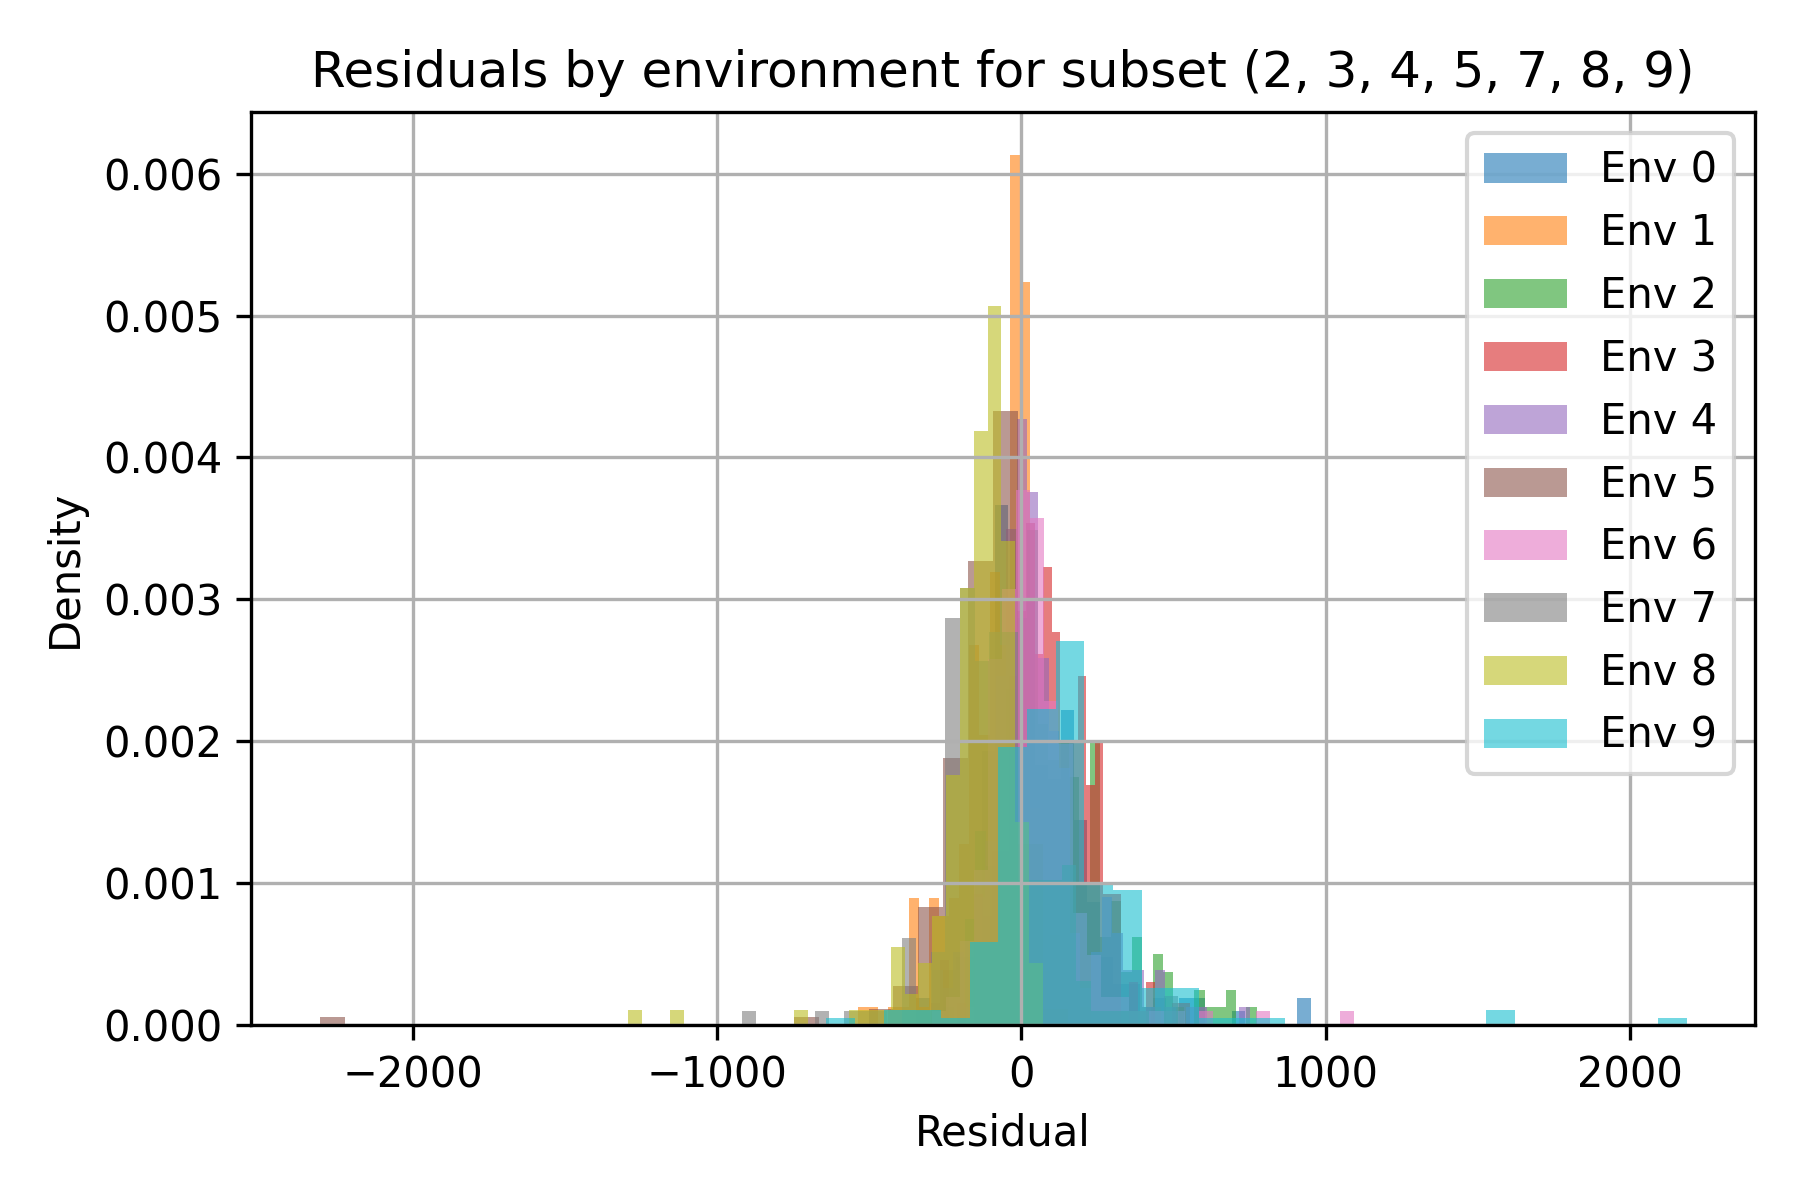 Residuals by environment for subset (2, 3, 4, 5, 7, 8, 9)
0.006
0.005
0.004
0.003
0.002
0.001
0.000
Density
−2000
−1000
0
1000
2000
Residual
Env 0
Env 1
Env 2
Env 3
Env 4
Env 5
Env 6
Env 7
Env 8
Env 9